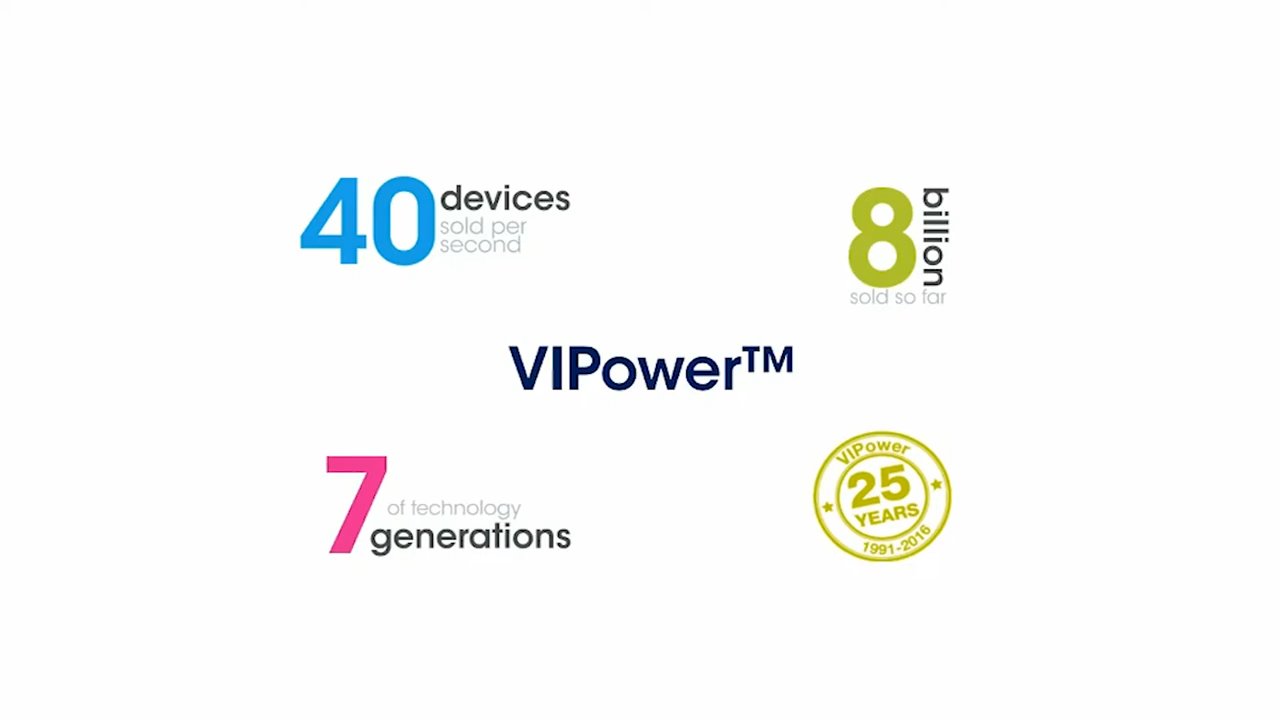 40 devices
sold per
second
8 billion
sold so far
VIPower™
7 of technology
generations
VIPower
25
YEARS
1991-2016